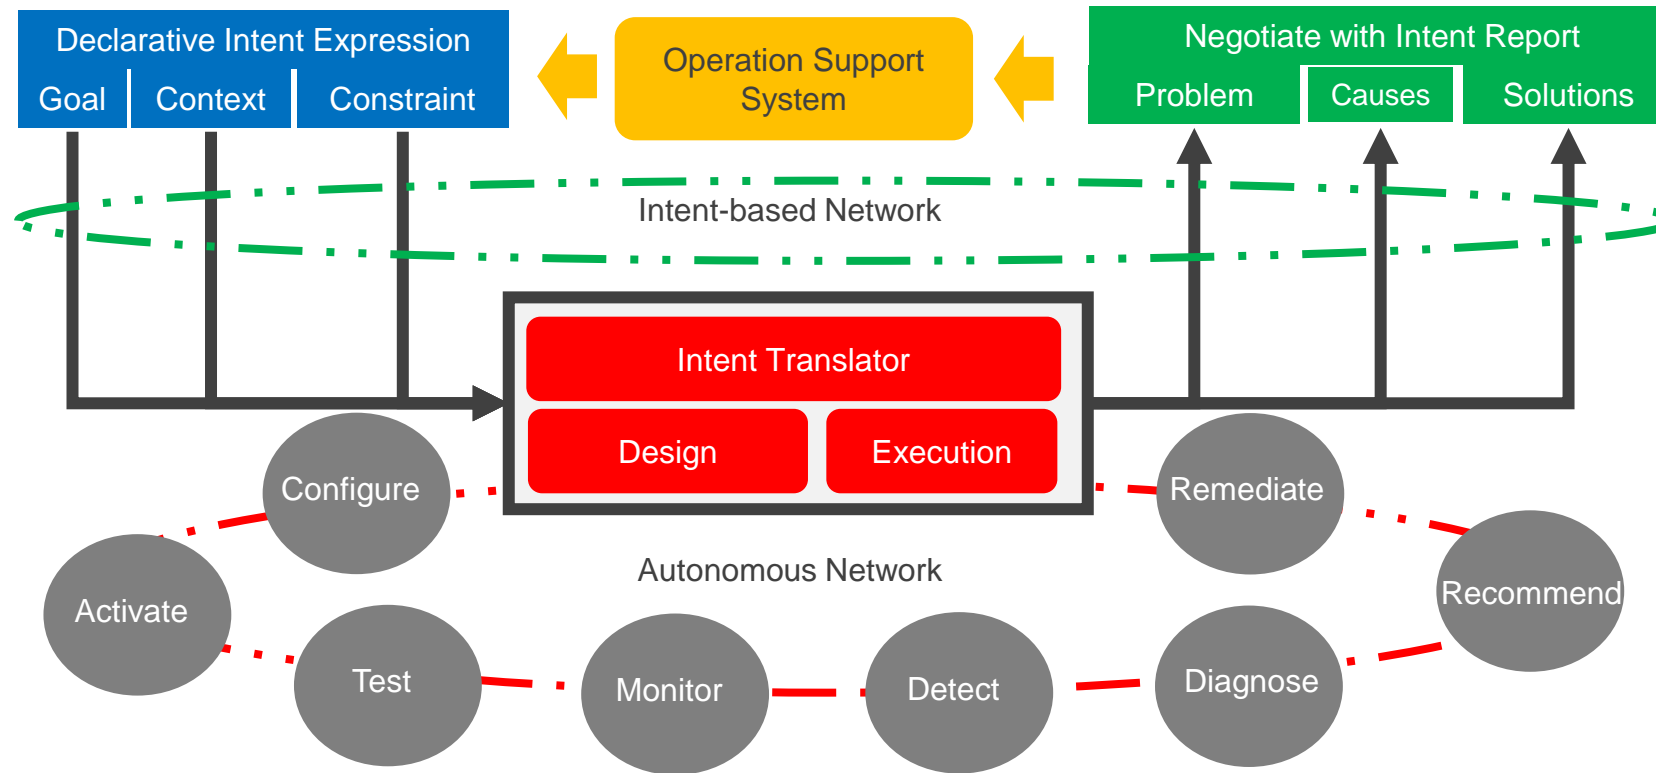 Declarative Intent Expression
Goal
Context
Constraint
Operation Support
System
Negotiate with Intent Report
Problem
Causes
Solutions
Intent-based Network
Intent Translator
Design
Execution
Configure
Remediate
Autonomous Network
Activate
Recommend
Test
Monitor
Detect
Diagnose